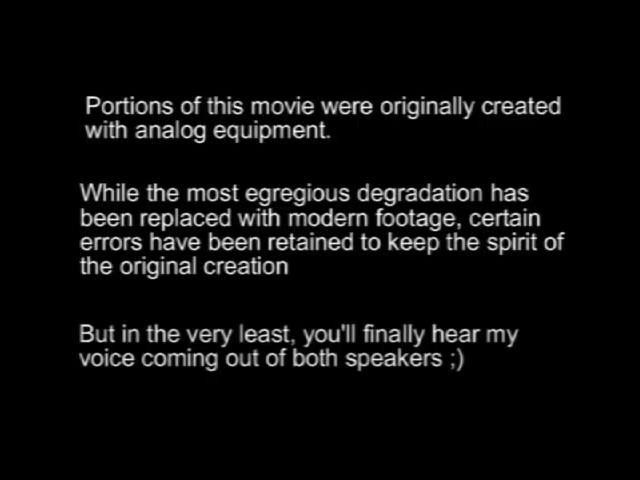 Portions of this movie were originally created
with analog equipment.
While the most egregious degradation has
been replaced with modern footage, certain
errors have been retained to keep the spirit of
the original creation
But in the very least, you'll finally hear my
voice coming out of both speakers ;)